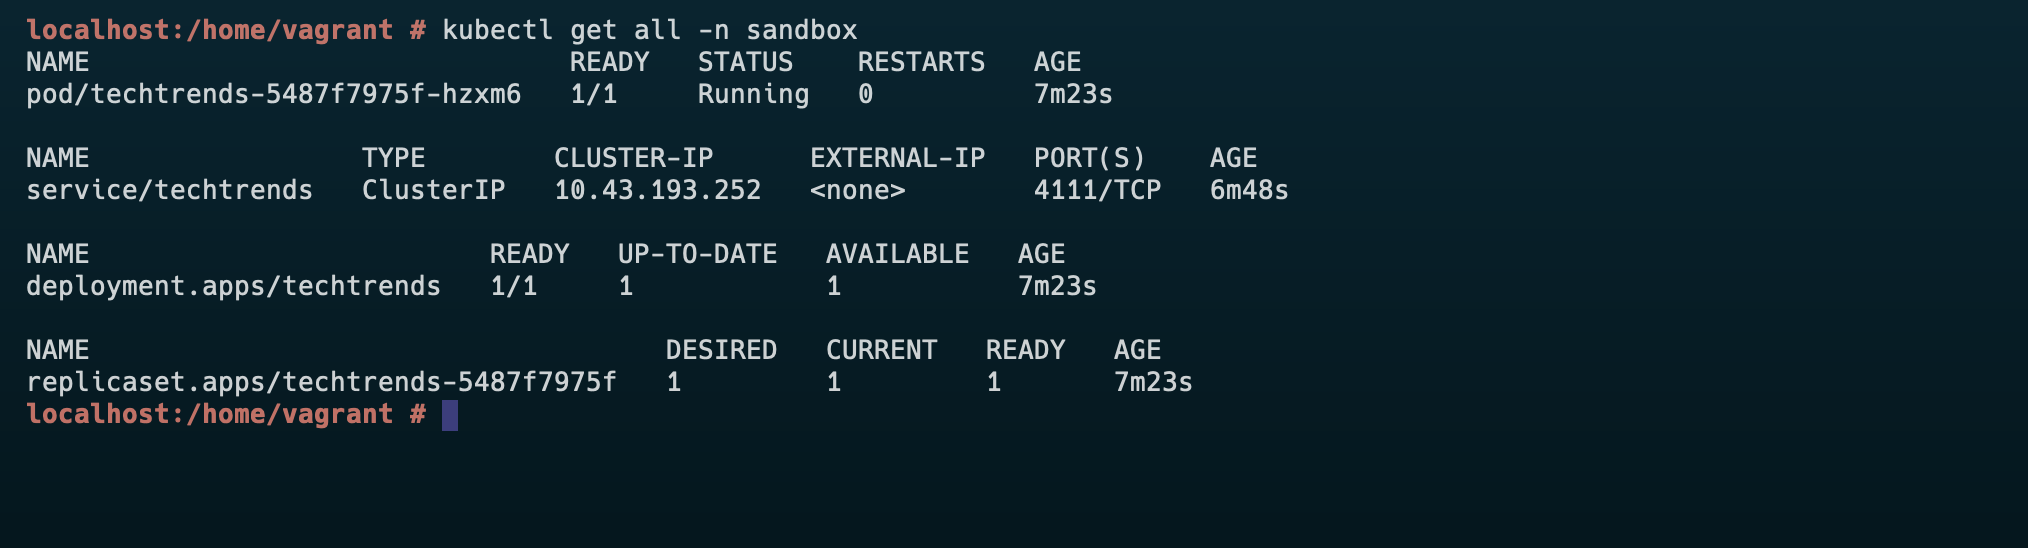 localhost:/home/vagrant # kubectl get all -n sandbox
NAME                              READY   STATUS    RESTARTS   AGE
pod/techtrends-5487f7975f-hzxm6   1/1     Running   0          7m23s

NAME                 TYPE        CLUSTER-IP      EXTERNAL-IP   PORT(S)    AGE
service/techtrends   ClusterIP   10.43.193.252   <none>        4111/TCP   6m48s

NAME                         READY   UP-TO-DATE   AVAILABLE   AGE
deployment.apps/techtrends   1/1     1            1           7m23s

NAME                                    DESIRED   CURRENT   READY   AGE
replicaset.apps/techtrends-5487f7975f   1         1         1       7m23s
localhost:/home/vagrant #